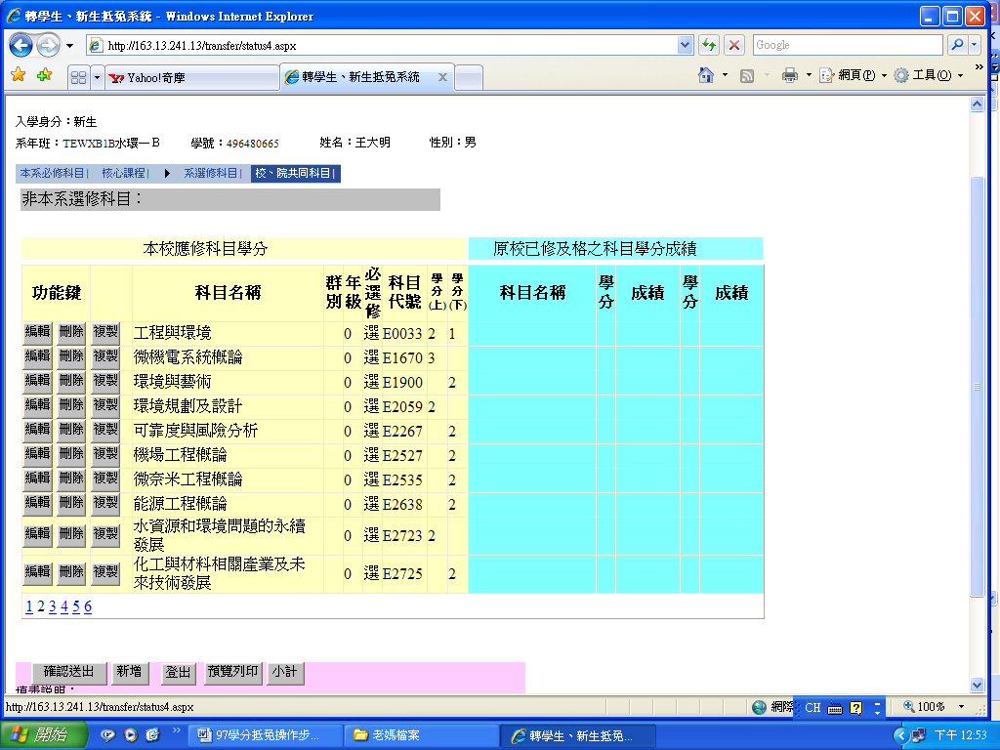 轉學生、新生抵免系統 - Windows Internet Explorer
http://163.13.241.13/transfer/status4.aspx
Google
Yahoo!奇摩
轉學生、新生抵免系統
網頁(P)
工具(O)
入學身分：新生
系年班：TEWXB1B水環一B 學號：496480665 姓名：王大明 性別：男
本系必修科目| 核心課程| 系選修科目| 校、院共同科目|
非本系選修科目：
本校應修科目學分 原校已修及格之科目學分成績
功能鍵 科目名稱 群別 年級 必選修 科目代號 學分(上) 學分(下) 科目名稱 學分 成績 學分 成績
編輯 刪除 複製 工程與環境 0 選 E0033 2 1
編輯 刪除 複製 微機電系統概論 0 選 E1670 3
編輯 刪除 複製 環境與藝術 0 選 E1900 2
編輯 刪除 複製 環境規劃及設計 0 選 E2059 2
編輯 刪除 複製 可靠度與風險分析 0 選 E2267 2
編輯 刪除 複製 機場工程概論 0 選 E2527 2
編輯 刪除 複製 微奈米工程概論 0 選 E2535 2
編輯 刪除 複製 能源工程概論 0 選 E2638 2
編輯 刪除 複製 水資源和環境問題的永續
發展 0 選 E2723 2
編輯 刪除 複製 化工與材料相關產業及未
來技術發展 0 選 E2725 2
1 2 3 4 5 6
確認送出 新增 登出 預覽列印 小計
填書說明：
http://163.13.241.13/transfer/status4.aspx
網際
CH
100%
開始
97學分抵免操作步...
老媽檔案
轉學生、新生抵免...
下午 12:53